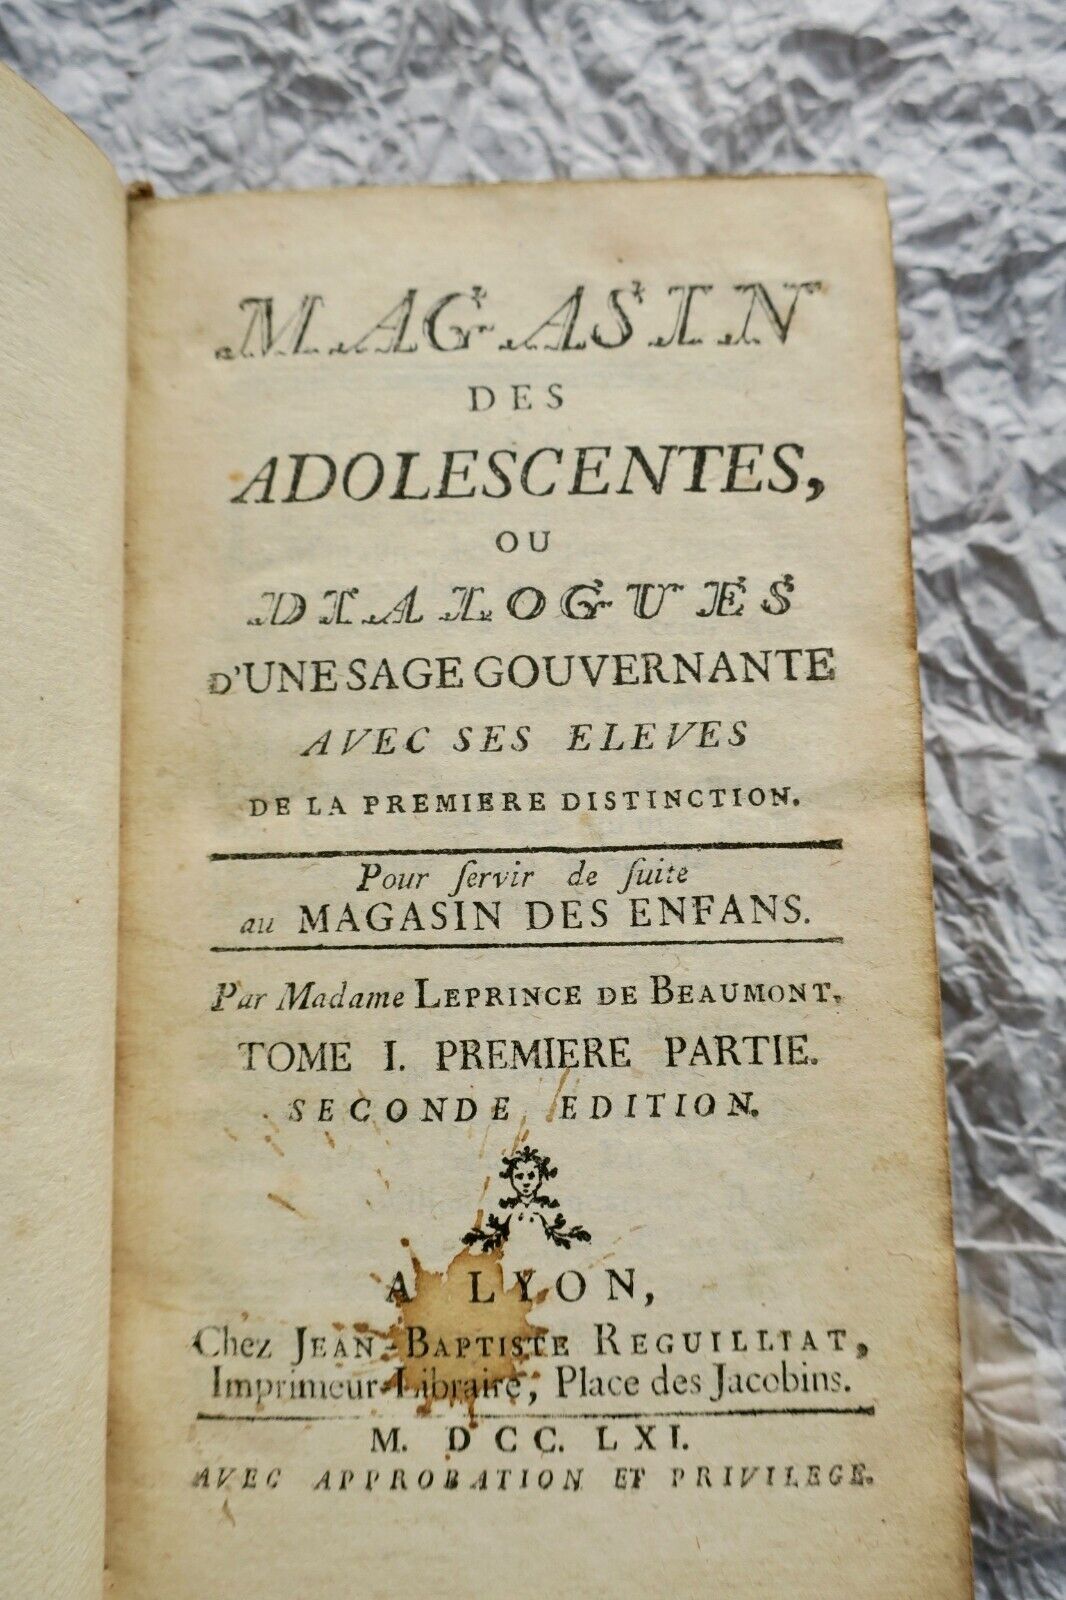 MAGASIN
DES
ADOLESCENTES,
OU
DIALOGUES
D'UNE SAGE GOUVERNANTE
AVEC SES ELEVES
DE LA PREMIERE DISTINCTION.
Pour ſervir de ſuite
au MAGASIN DES ENFANS.
Par Madame LEPRINCE DE BEAUMONT.
TOME I. PREMIERE PARTIE.
SECONDE EDITION.
A LYON,
Chez JEAN-BAPTISTE REGUILLIAT,
Imprimeur-Libraire, Place des Jacobins.
M. DCC. LXI.
AVEC APPROBATION ET PRIVILEGE.